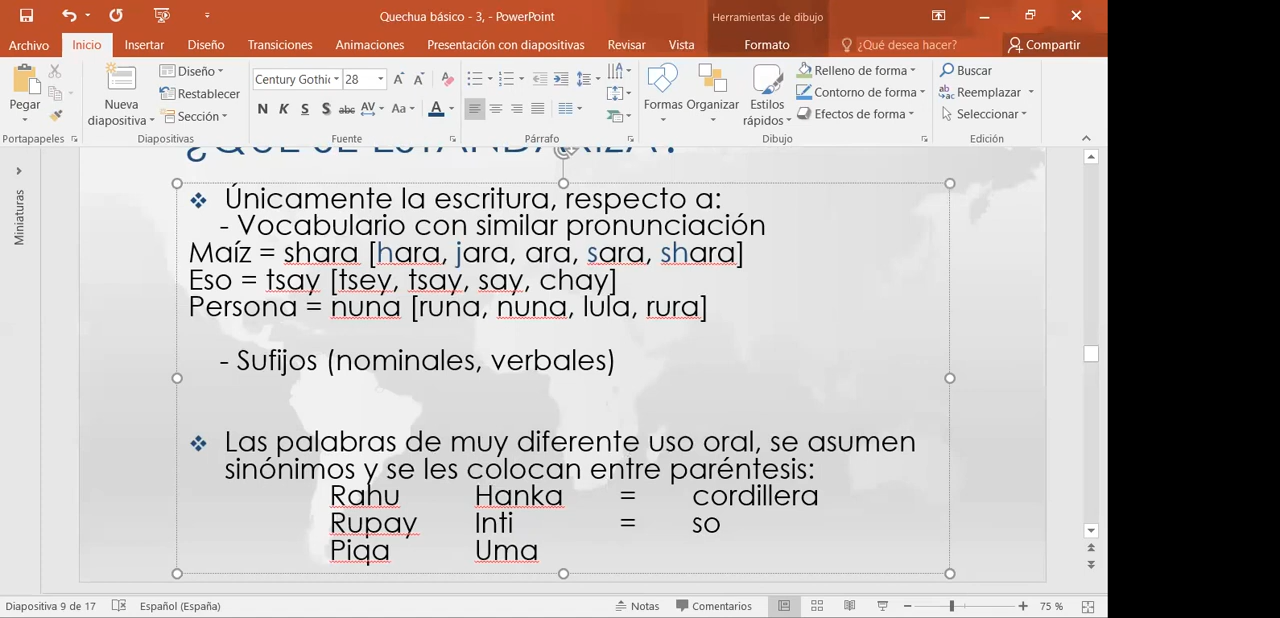 Quechua básico - 3, - PowerPoint
Herramientas de dibujo
Archivo Inicio Insertar Diseño Transiciones Animaciones Presentación con diapositivas Revisar Vista Formato ¿Qué desea hacer? Compartir
Pegar
Nueva diapositiva
Diseño
Restablecer
Sección
Century Gothic 28
N K S S abc AV Aa A
Formas Organizar Estilos rápidos
Relleno de forma
Contorno de forma
Efectos de forma
Buscar
Reemplazar
Seleccionar
Portapapeles Diapositivas Fuente Párrafo Dibujo Edición
Miniaturas
¿QUÉ SE ESTANDARIZA?
Únicamente la escritura, respecto a:
- Vocabulario con similar pronunciación
Maíz = shara [hara, jara, ara, sara, shara]
Eso = tsay [tsey, tsay, say, chay]
Persona = nuna [runa, nuna, lula, rura]
- Sufijos (nominales, verbales)
Las palabras de muy diferente uso oral, se asumen
sinónimos y se les colocan entre paréntesis:
Rahu Hanka = cordillera
Rupay Inti = so
Piqa Uma
Diapositiva 9 de 17 Español (España) Notas Comentarios 75 %